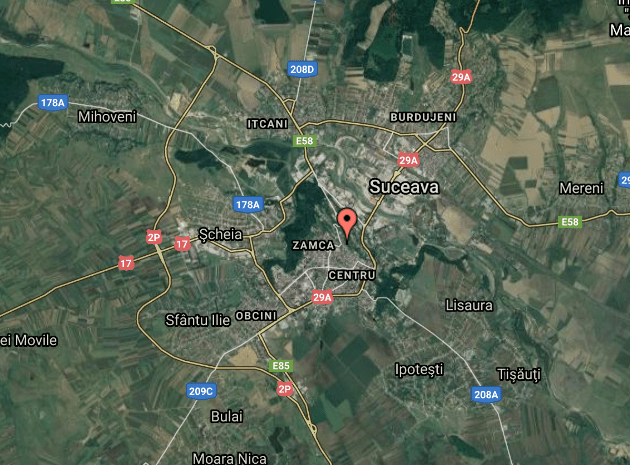 Ma
208D
29A
178A
Mihoveni
ITCANI
BURDUJENI
E58
29A
Suceava
Mereni
29
178A
E58
Șcheia
2P
17
ZAMCA
17
CENTRU
29A
Lisaura
Sfântu Ilie
OBCINI
ei Movile
E85
Ipotești
Tișăuți
2P
209C
208A
Bulai
Moara Nica